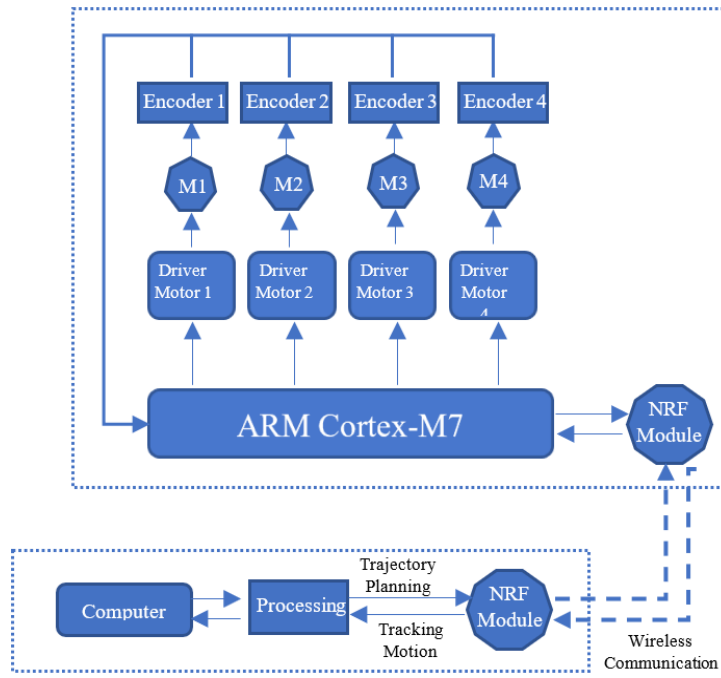 Encoder 1
Encoder 2
Encoder 3
Encoder 4
M1
M2
M3
M4
Driver
Motor 1
Driver
Motor 2
Driver
Motor 3
Driver
Motor
4
ARM Cortex-M7
NRF
Module
Trajectory
Planning
Computer
Processing
NRF
Module
Tracking
Motion
Wireless
Communication